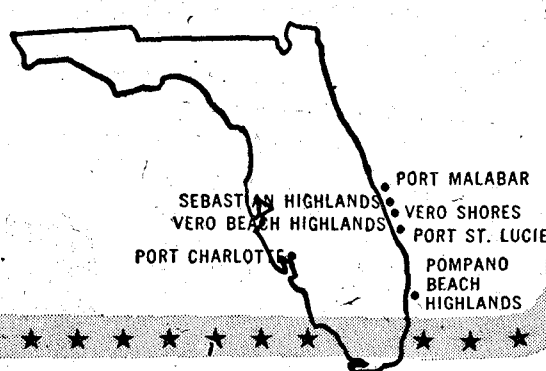 PORT MALABAR
SEBASTIAN HIGHLANDS
VERO SHORES
VERO BEACH HIGHLANDS
PORT ST. LUCIE
PORT CHARLOTTE
POMPANO
BEACH
HIGHLANDS